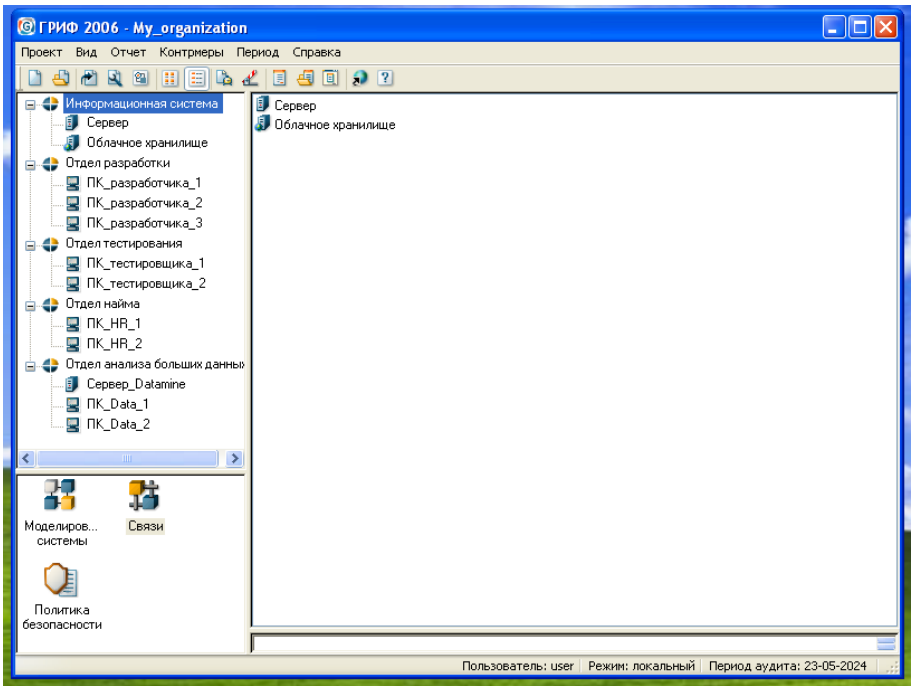 ГРИФ 2006 - My_organization
Проект Вид Отчет Контрмеры Период Справка
Информационная система
Сервер
Облачное хранилище
Отдел разработки
ПК_разработчика_1
ПК_разработчика_2
ПК_разработчика_3
Отдел тестирования
ПК_тестировщика_1
ПК_тестировщика_2
Отдел найма
ПК_HR_1
ПК_HR_2
Отдел анализа больших данных
Сервер_Datamine
ПК_Data_1
ПК_Data_2
Сервер
Облачное хранилище
Моделиров...
системы
Связи
Политика
безопасности
Пользователь: user Режим: локальный Период аудита: 23-05-2024